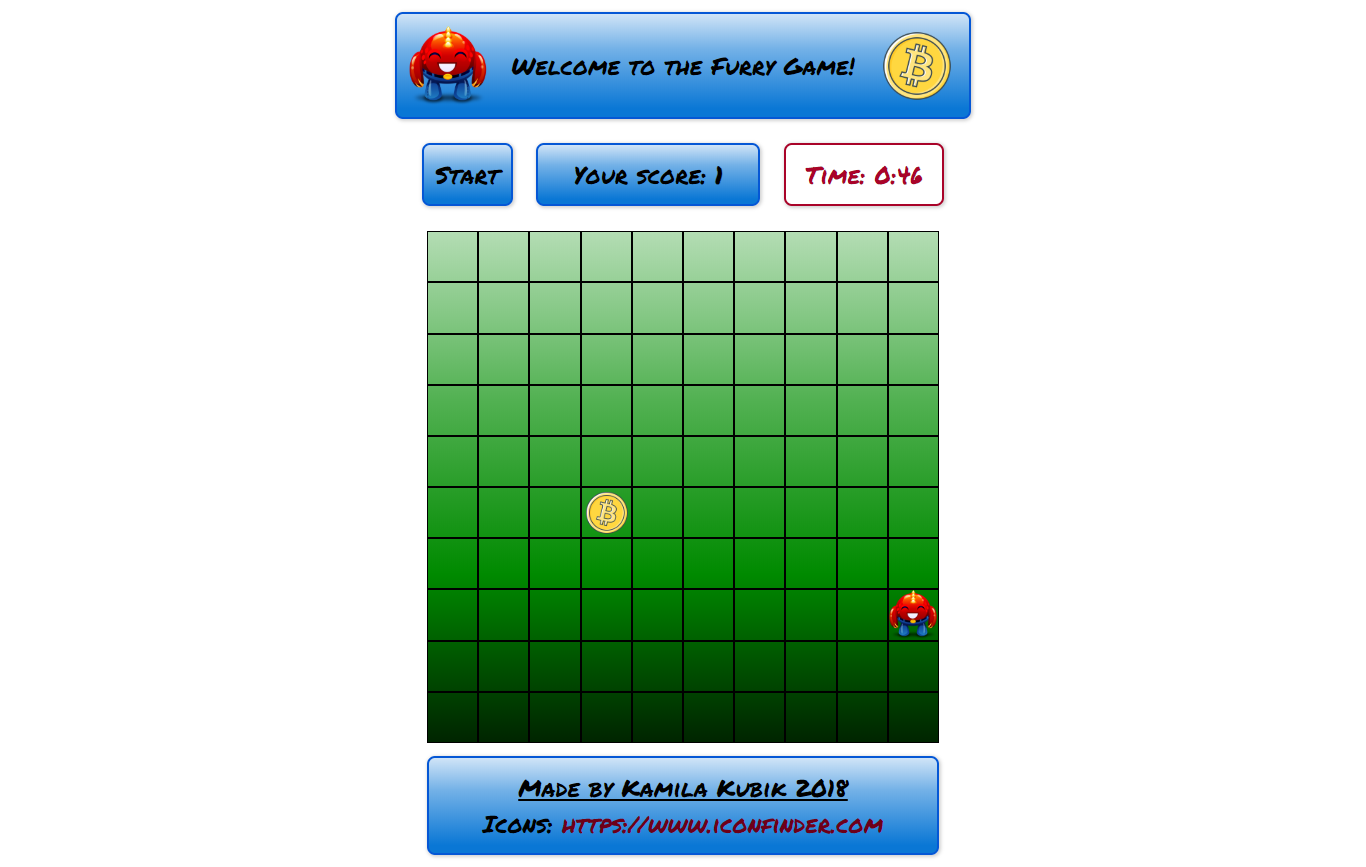 Welcome to the Furry Game!
Start
Your score: 1
Time: 0:46
Made by Kamila Kubik 2018
Icons: https://www.iconfinder.com